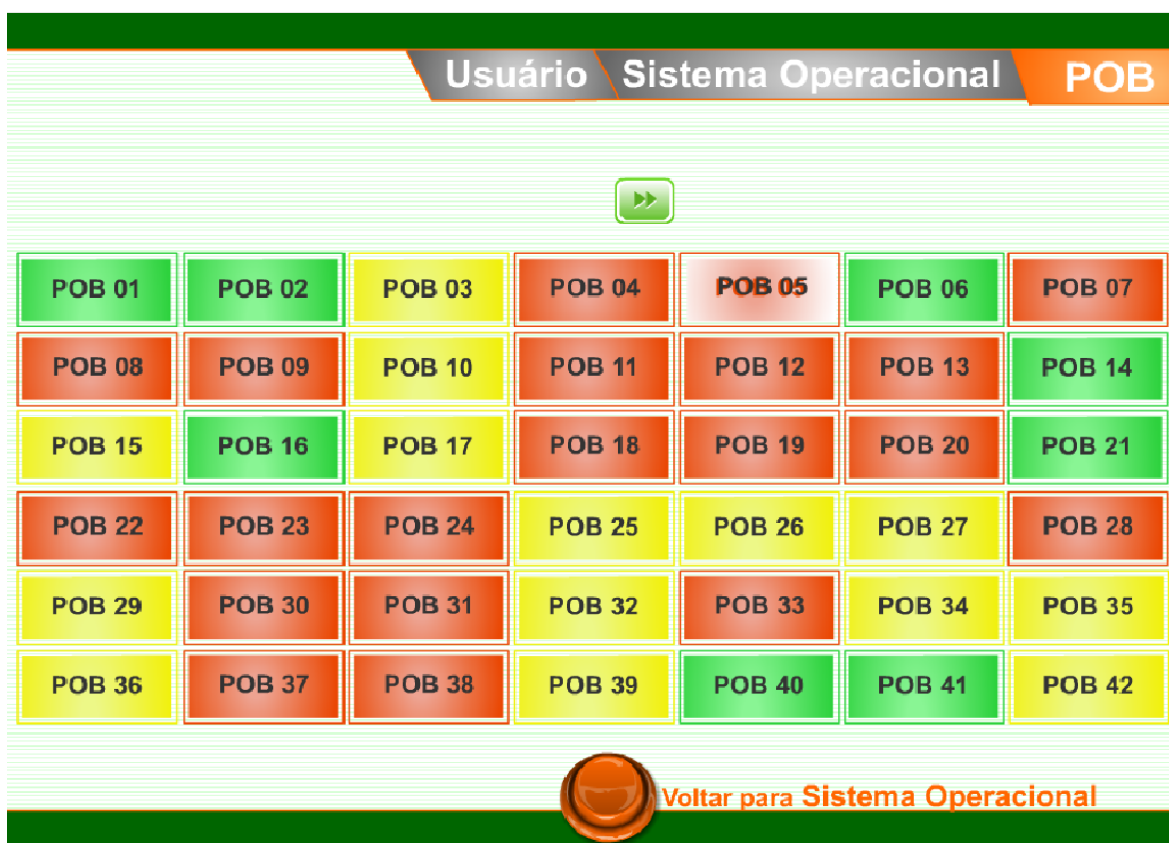 Usuário Sistema Operacional POB
POB 01 POB 02 POB 03 POB 04 POB 05 POB 06 POB 07
POB 08 POB 09 POB 10 POB 11 POB 12 POB 13 POB 14
POB 15 POB 16 POB 17 POB 18 POB 19 POB 20 POB 21
POB 22 POB 23 POB 24 POB 25 POB 26 POB 27 POB 28
POB 29 POB 30 POB 31 POB 32 POB 33 POB 34 POB 35
POB 36 POB 37 POB 38 POB 39 POB 40 POB 41 POB 42
Voltar para Sistema Operacional